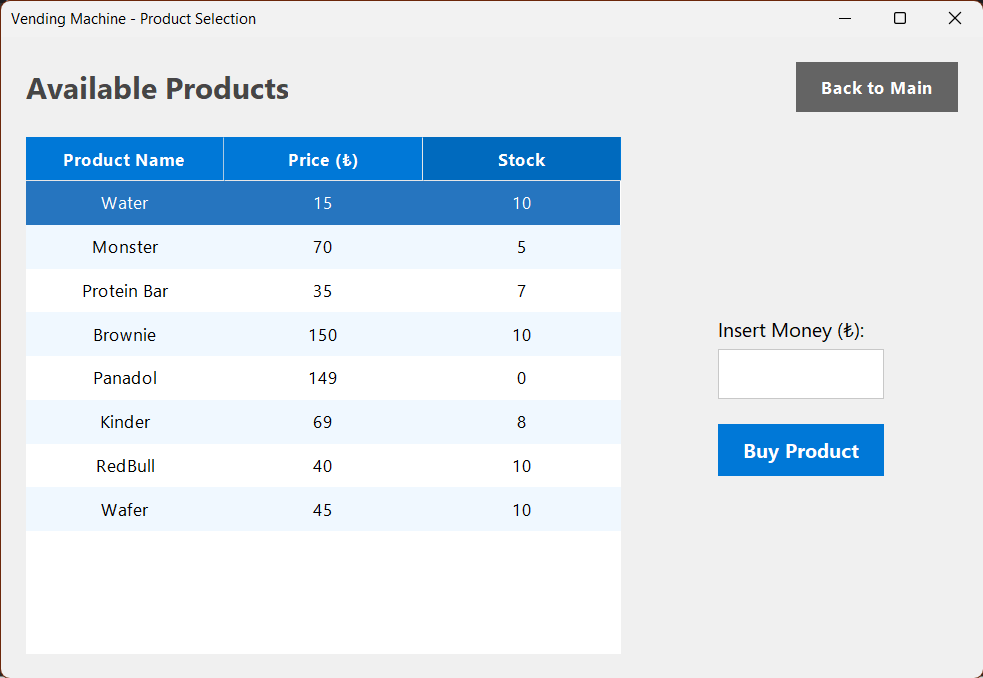 Vending Machine - Product Selection
Available Products
Back to Main
Product Name Price (₺) Stock
Water 15 10
Monster 70 5
Protein Bar 35 7
Brownie 150 10
Panadol 149 0
Kinder 69 8
RedBull 40 10
Wafer 45 10
Insert Money (₺):
Buy Product